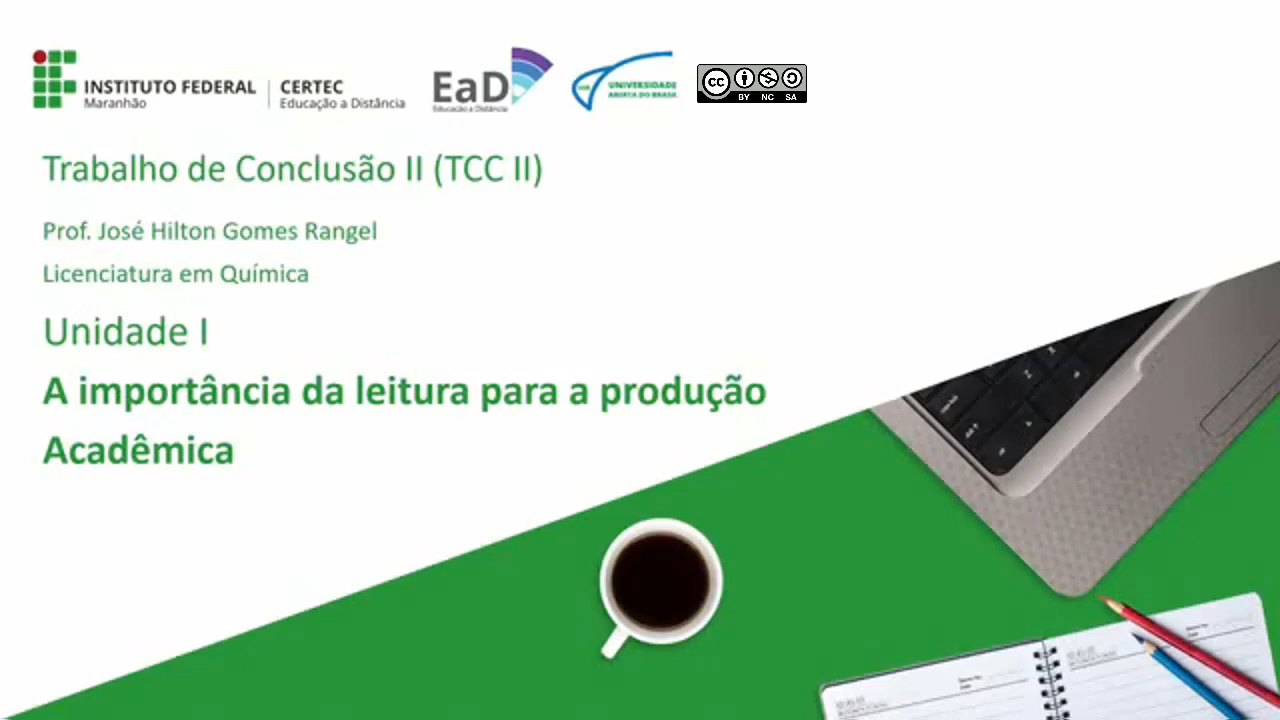 INSTITUTO FEDERAL
Maranhão
CERTEC
Educação a Distância
EaD
Educação a Distância
UNIVERSIDADE
ABERTA DO BRASIL
cc
BY NC SA
Trabalho de Conclusão II (TCC II)
Prof. José Hilton Gomes Rangel
Licenciatura em Química
Unidade I
A importância da leitura para a produção
Acadêmica